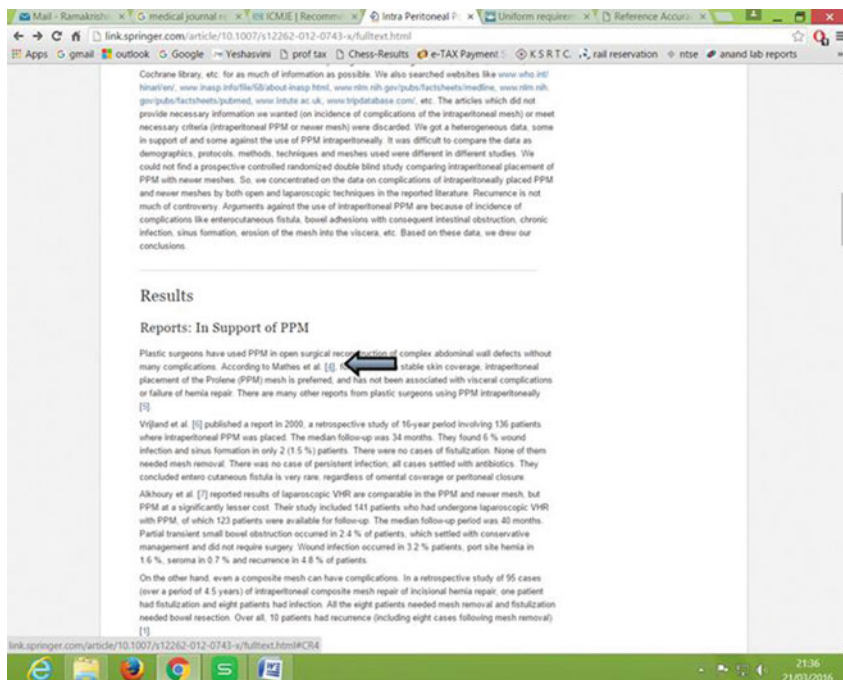 Mail - Ramakrish
medical journal re
ICMJE | Recomm
Intra Peritoneal P
Uniform require
Reference Accura
link.springer.com/article/10.1007/s12262-012-0743-x/fulltext.html
Apps gmail outlook Google Yeshasvini prof tax Chess-Results e-TAX Payment S K S R T C. rail reservation ntse anand lab reports
Cochrane library, etc. for as much of information as possible. We also searched websites like www.who.int/
hinari/en/, www.inasp.info/file/68/about-inasp.html, www.nlm.nih.gov/pubs/factsheets/medline, www.nlm.nih.
gov/pubs/factsheets/pubmed, www.intute.ac.uk, www.tripdatabase.com/, etc. The articles which did not
provide necessary information we wanted (on incidence of complications of the intraperitoneal mesh) or meet
necessary criteria (intraperitoneal PPM or newer mesh) were discarded. We got a heterogeneous data, some
in support of and some against the use of PPM intraperitoneally. It was difficult to compare the data as
demographics, protocols, methods, techniques and meshes used were different in different studies. We
could not find a prospective controlled randomized double blind study comparing intraperitoneal placement of
PPM with newer meshes. So, we concentrated on the data on complications of intraperitoneally placed PPM
and newer meshes by both open and laparoscopic techniques in the reported literature. Recurrence is not
much of controversy. Arguments against the use of intraperitoneal PPM are because of incidence of
complications like enterocutaneous fistula, bowel adhesions with consequent intestinal obstruction, chronic
infection, sinus formation, erosion of the mesh into the viscera, etc. Based on these data, we drew our
conclusions.
Results
Reports: In Support of PPM
Plastic surgeons have used PPM in open surgical reconstruction of complex abdominal wall defects without
many complications. According to Mathes et al. [4], stable skin coverage, intraperitoneal
placement of the Prolene (PPM) mesh is preferred, and has not been associated with visceral complications
or failure of hernia repair. There are many other reports from plastic surgeons using PPM intraperitoneally
[5].
Vrijland et al. [6] published a report in 2000, a retrospective study of 16-year period involving 136 patients
where intraperitoneal PPM was placed. The median follow-up was 34 months. They found 6 % wound
infection and sinus formation in only 2 (1.5 %) patients. There were no cases of fistulization. None of them
needed mesh removal. There was no case of persistent infection; all cases settled with antibiotics. They
concluded entero cutaneous fistula is very rare, regardless of omental coverage or peritoneal closure.
Alkhoury et al. [7] reported results of laparoscopic VHR are comparable in the PPM and newer mesh, but
PPM at a significantly lesser cost. Their study included 141 patients who had undergone laparoscopic VHR
with PPM, of which 123 patients were available for follow-up. The median follow-up period was 40 months.
Partial transient small bowel obstruction occurred in 2.4 % of patients, which settled with conservative
management and did not require surgery. Wound infection occurred in 3.2 % patients, port site hernia in
1.6 %, seroma in 0.7 % and recurrence in 4.8 % of patients.
On the other hand, even a composite mesh can have complications. In a retrospective study of 95 cases
(over a period of 4.5 years) of intraperitoneal composite mesh repair of incisional hernia repair, one patient
had fistulization and eight patients had infection. All the eight patients needed mesh removal and fistulization
needed bowel resection. Over all, 10 patients had recurrence (including eight cases following mesh removal)
[1].
link.springer.com/article/10.1007/s12262-012-0743-x/fulltext.html#CR4
21:36
21/03/2016